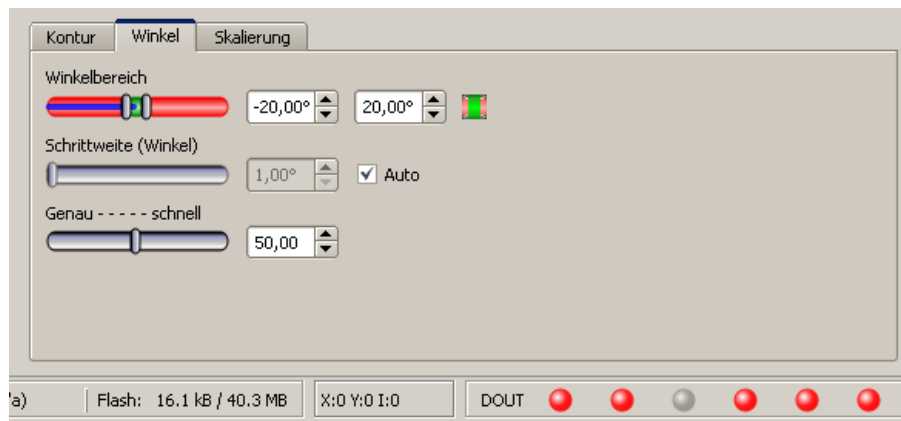 Kontur Winkel Skalierung
Winkelbereich
-20,00° 20,00°
Schrittweite (Winkel)
1,00° Auto
Genau - - - - - schnell
50,00
a) Flash: 16.1 kB / 40.3 MB X:0 Y:0 I:0 DOUT